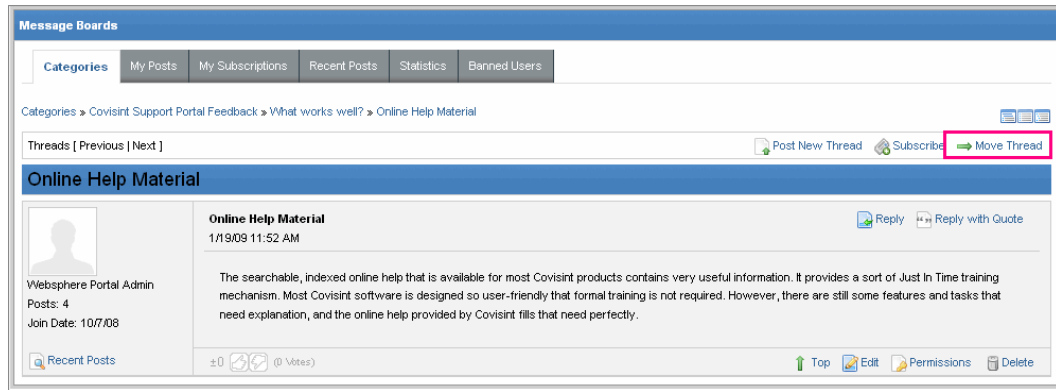 Message Boards
Categories My Posts My Subscriptions Recent Posts Statistics Banned Users
Categories » Covisint Support Portal Feedback » What works well? » Online Help Material
Threads [ Previous | Next ]
Post New Thread Subscribe Move Thread
Online Help Material
Websphere Portal Admin
Posts: 4
Join Date: 10/7/08
Recent Posts
Online Help Material
1/19/09 11:52 AM
Reply Reply with Quote
The searchable, indexed online help that is available for most Covisint products contains very useful information. It provides a sort of Just In Time training
mechanism. Most Covisint software is designed so user-friendly that formal training is not required. However, there are still some features and tasks that
need explanation, and the online help provided by Covisint fills that need perfectly.
±0 (0 Votes)
Top Edit Permissions Delete